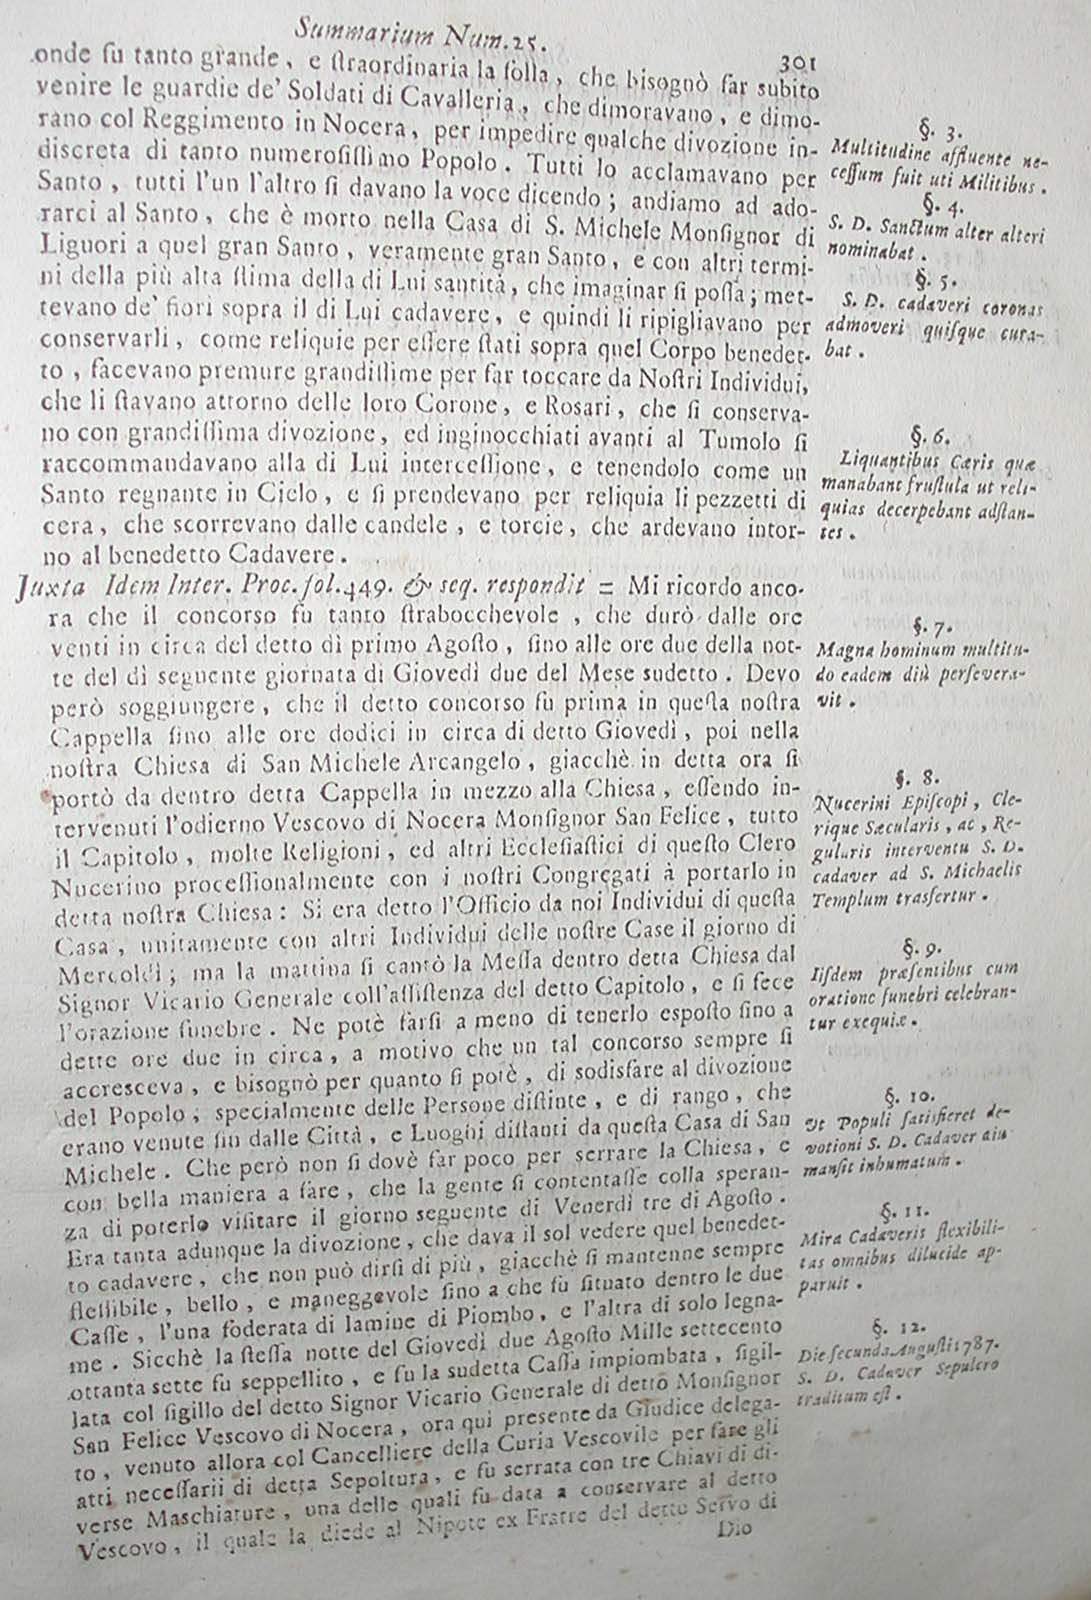 Summarium Num. 25.
301
onde fu tanto grande, e ſtraordinaria la folla, che biſognò far ſubito
venire le guardie de' Soldati di Cavalleria, che dimoravano, e dimo-
rano col Reggimento in Nocera, per impedire qualche divozione in-
diſcreta di tanto numeroſiſſimo Popolo. Tutti lo acclamavano per
Santo, tutti l'un l'altro ſi davano la voce dicendo; andiamo ad ado-
rarci al Santo, che è morto nella Caſa di S. Michele Monſignor di
Liguori a quel gran Santo, veramente gran Santo, e con altri termi-
ni della più alta ſtima della di Lui santità, che imaginar ſi poſſa; met-
tevano de' fiori sopra il di Lui cadavere, e quindi li ripigliavano per
conservarli, come reliquie per eſſere ſtati sopra quel Corpo benedet-
to, facevano premure grandiſſime per far toccare da Noſtri Individui,
che li ſtavano attorno delle loro Corone, e Rosari, che ſi conserva-
no con grandiſſima divozione, ed inginocchiati avanti al Tumolo ſi
raccommandavano alla di Lui interceſſione, e tenendolo come un
Santo regnante in Cielo, e ſi prendevano per reliquia li pezzetti di
cera, che scorrevano dalle candele, e torcie, che ardevano intor-
no al benedetto Cadavere.
Juxta Idem Inter. Proc. fol. 449. & seq. respondit = Mi ricordo anco-
ra che il concorso fu tanto ſtrabocchevole, che durò dalle ore
venti in circa del detto dì primo Agoſto, ſino alle ore due della not-
te del dì seguente giornata di Giovedì due del Mese sudetto. Devo
però soggiungere, che il detto concorso fu prima in queſta noſtra
Cappella ſino alle ore dodici in circa di detto Giovedì, poi nella
noſtra Chiesa di San Michele Arcangelo, giacchè in detta ora ſi
portò da dentro detta Cappella in mezzo alla Chiesa, eſſendo in-
tervenuti l'odierno Vescovo di Nocera Monſignor San Felice, tutto
il Capitolo, molte Religioni, ed altri Eccleſiaſtici di queſto Clero
Nucerino proceſſionalmente con i noſtri Congregati à portarlo in
detta noſtra Chiesa: Si era detto l'Officio da noi Individui di queſta
Casa, unitamente con altri Individui delle noſtre Case il giorno di
Mercoldì; ma la mattina ſi cantò la Meſſa dentro detta Chiesa dal
Signor Vicario Generale coll'aſſiſtenza del detto Capitolo, e ſi fece
l'orazione funebre. Ne potè farſi a meno di tenerlo espoſto ſino a
dette ore due in circa, a motivo che un tal concorso sempre ſi
accresceva, e bisognò per quanto ſi potè, di sodisfare al divozione
del Popolo; specialmente delle Persone diſtinte, e di rango, che
erano venute ſin dalle Città, e Luoghi diſtanti da queſta Casa di San
Michele. Che però non ſi dovè far poco per serrare la Chiesa, e
con bella maniera a fare, che la gente ſi contentaſſe colla speran-
za di poterlo viſitare il giorno seguente di Venerdì tre di Agoſto.
Era tanta adunque la divozione, che dava il sol vedere quel benedet-
to cadavere, che non può dirſi di più, giacchè ſi mantenne sempre
fleſſibile, bello, e maneggevole ſino a che fù ſituato dentro le due
Caſſe, l'una foderata di lamine di Piombo, e l'altra di solo legna-
me. Sicchè la ſteſſa notte del Giovedì due Agoſto Mille settecento
ottanta sette fu seppellito, e fu la sudetta Caſſa impiombata, ſigil-
lata col ſigillo del detto Signor Vicario Generale di detto Monſignor
San Felice Vescovo di Nocera, ora qui presente da Giudice delega-
to, venuto allora col Cancelliere della Curia Vescovile per fare gli
atti neceſſarii di detta Sepoltura, e fu serrata con tre Chiavi di di-
verse Maschiature, una delle quali fu data a conservare al detto
Vescovo, il quale la diede al Nipote ex Fratre del detto Servo di
Dio
§. 3.
Multitudine affluente ne-
ceſſum fuit uti Militibus.
§. 4.
S. D. Sanctum alter alteri
nominabat.
§. 5.
S. D. cadaveri coronas
admoveri quiſque cura-
bat.
§. 6.
Liquantibus Cæris quæ
manabant fruſtula ut reli-
quias decerpebant adſtan-
tes.
§. 7.
Magna hominum multitu-
do eadem diù perſevera-
vit.
§. 8.
Nucerini Epiſcopi, Cle-
rique Sæcularis, ac, Re-
gularis interventu S. D.
cadaver ad S. Michaelis
Templum trasfertur.
§. 9.
Iiſdem præſentibus cum
oratione funebri celebran-
tur exequiæ.
§. 10.
Ut Populi ſatisfieret de-
votioni S. D. Cadaver diu
manſit inhumatum.
§. 11.
Mira Cadaveris flexibili-
tas omnibus dilucide ap-
paruit.
§. 12.
Die ſecunda Auguſti 1787.
S. D. Cadaver Sepulcro
traditum eſt.